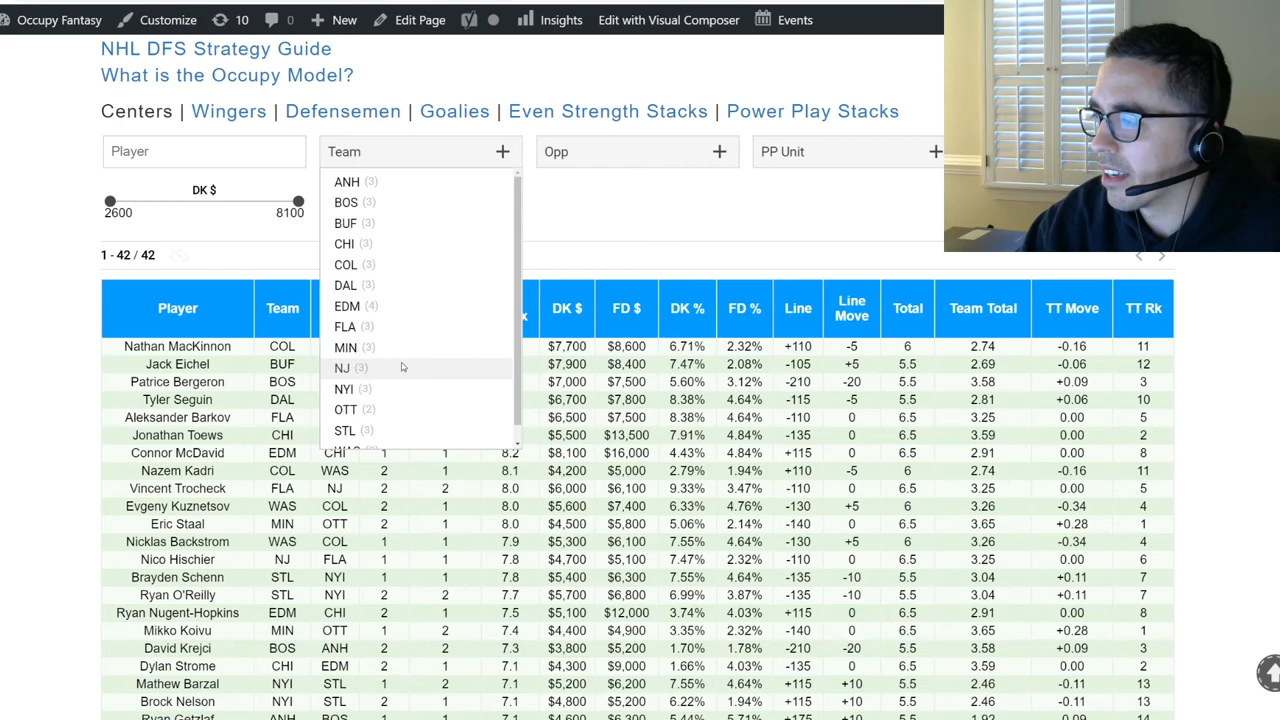 Occupy Fantasy Customize 10 0 New Edit Page Insights Edit with Visual Composer Events
NHL DFS Strategy Guide
What is the Occupy Model?
Centers | Wingers | Defensemen | Goalies | Even Strength Stacks | Power Play Stacks
Player Team + Opp + PP Unit +
DK $
2600 8100
ANH (3)
BOS (3)
BUF (3)
CHI (3)
COL (3)
DAL (3)
EDM (4)
FLA (3)
MIN (3)
NJ (3)
NYI (3)
OTT (2)
STL (3)
1 - 42 / 42
Player Team DK $ FD $ DK % FD % Line Line Move Total Team Total TT Move TT Rk
Nathan MacKinnon COL $7,700 $8,600 6.71% 2.32% +110 -5 6 2.74 -0.16 11
Jack Eichel BUF $7,900 $8,400 7.47% 2.08% -105 +5 5.5 2.69 -0.06 12
Patrice Bergeron BOS $7,000 $7,500 5.60% 3.12% -210 -20 5.5 3.58 +0.09 3
Tyler Seguin DAL $6,700 $7,800 8.38% 4.64% -115 -5 5.5 2.81 +0.06 10
Aleksander Barkov FLA $6,500 $7,500 8.38% 4.64% -110 0 6.5 3.25 0.00 5
Jonathan Toews CHI $5,500 $13,500 7.91% 4.84% -135 0 6.5 3.59 0.00 2
Connor McDavid EDM CHI 1 1 8.2 $8,100 $16,000 4.43% 4.84% +115 0 6.5 2.91 0.00 8
Nazem Kadri COL WAS 2 1 8.1 $4,200 $5,000 2.79% 1.94% +110 -5 6 2.74 -0.16 11
Vincent Trocheck FLA NJ 2 2 8.0 $6,000 $6,100 9.33% 3.47% -110 0 6.5 3.25 0.00 5
Evgeny Kuznetsov WAS COL 2 1 8.0 $5,600 $7,400 6.33% 4.76% -130 +5 6 3.26 -0.34 4
Eric Staal MIN OTT 2 1 8.0 $4,500 $5,800 5.06% 2.14% -140 0 6.5 3.65 +0.28 1
Nicklas Backstrom WAS COL 1 1 7.9 $5,300 $6,100 7.55% 4.64% -130 +5 6 3.26 -0.34 4
Nico Hischier NJ FLA 1 1 7.8 $4,700 $5,100 7.47% 2.32% -110 0 6.5 3.25 0.00 6
Brayden Schenn STL NYI 1 1 7.8 $5,400 $6,300 7.55% 4.64% -135 -10 5.5 3.04 +0.11 7
Ryan O'Reilly STL NYI 2 2 7.7 $5,700 $6,800 6.99% 3.87% -135 -10 5.5 3.04 +0.11 7
Ryan Nugent-Hopkins EDM CHI 2 1 7.5 $5,100 $12,000 3.74% 4.03% +115 0 6.5 2.91 0.00 8
Mikko Koivu MIN OTT 1 2 7.4 $4,400 $4,900 3.35% 2.32% -140 0 6.5 3.65 +0.28 1
David Krejci BOS ANH 2 2 7.3 $3,800 $5,200 1.70% 1.78% -210 -20 5.5 3.58 +0.09 3
Dylan Strome CHI EDM 2 1 7.1 $4,300 $9,000 1.66% 4.03% -135 0 6.5 3.59 0.00 2
Mathew Barzal NYI STL 1 2 7.1 $5,200 $6,200 7.55% 4.64% +115 +10 5.5 2.46 -0.11 13
Brock Nelson NYI STL 2 1 7.1 $4,800 $5,200 6.22% 1.94% +115 +10 5.5 2.46 -0.11 13
Ryan Getzlaf ANH BOS 1 1 7.0 $4,600 $6,300 5.44% 5.71% +175 +10 5.5 1.92